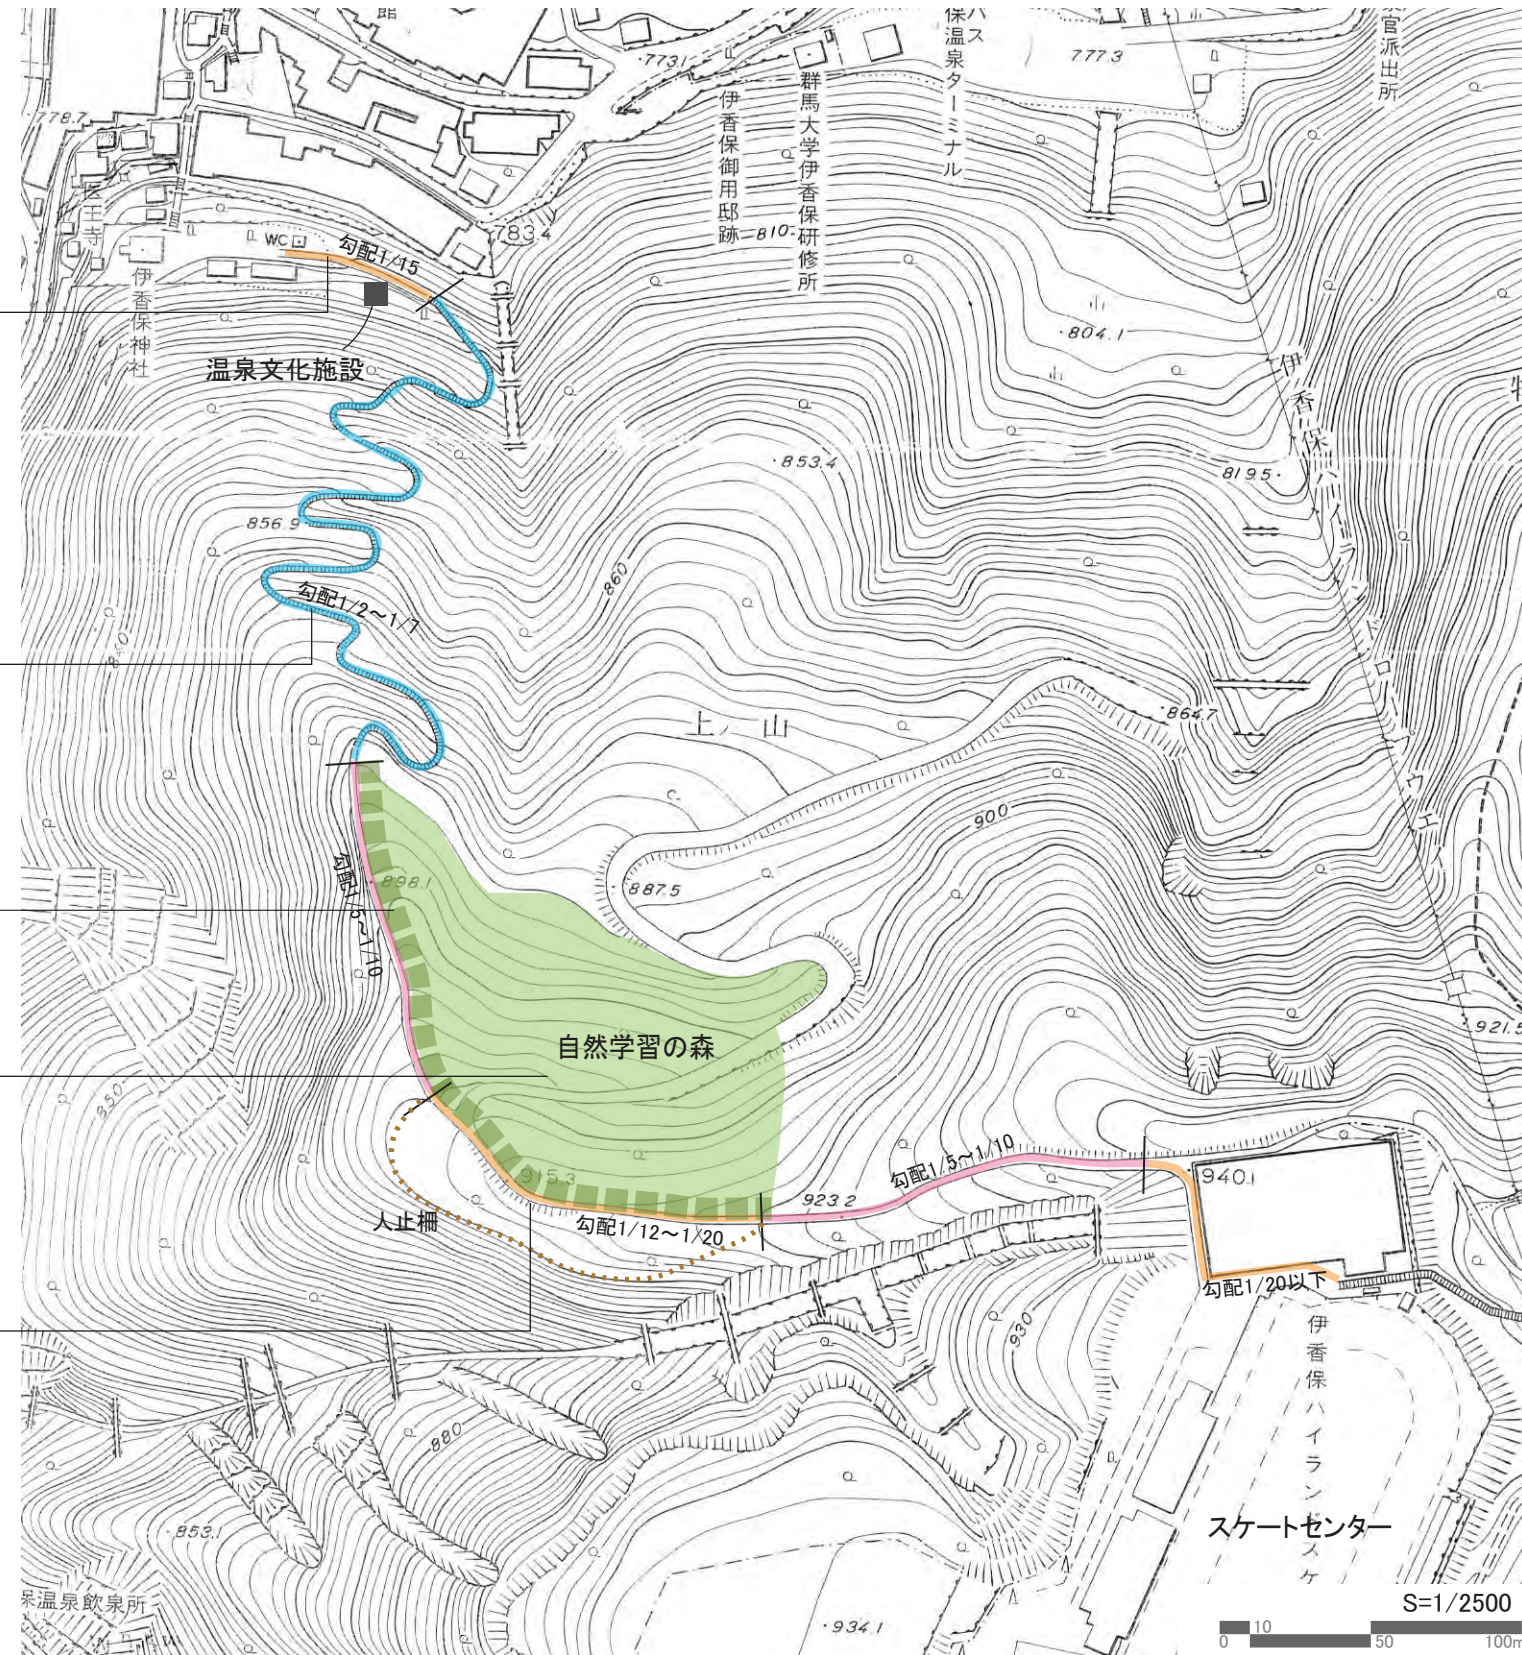 館
保温泉ターミナル
バス
官派出所
・773.1
777.3
・778.7
伊香保御用邸跡
群馬大学伊香保研修所
医王寺
783.4
WC
勾配1/15
伊香保神社
810
・804.1
温泉文化施設
伊香保ハイランドロープウエー
・853.4
819.5・
856.9・
860
勾配1/2～1/7
上ノ山
・864.7
900
勾配1/5～1/10
・898.1
・887.5
自然学習の森
・921.5
850
915.3
勾配1/5～1/10
940.1
923.2
人止柵
勾配1/12～1/20
勾配1/20以下
930
伊香保ハイランドスケ
880
・853.1
スケートセンター
保温泉飲泉所
・934.1
S=1/2500
0 10 50 100m